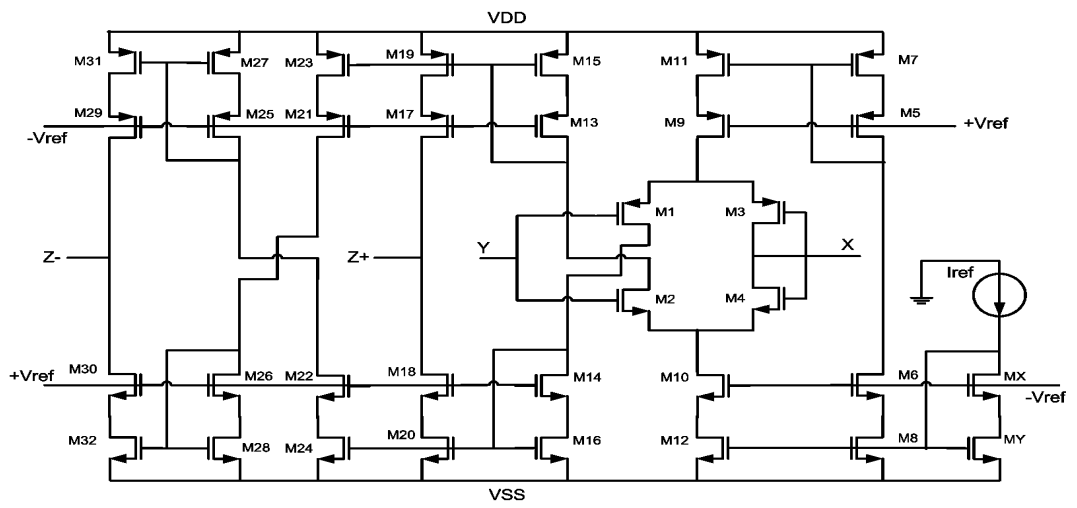 VDD
M31 M27 M23 M19 M15 M11 M7
M29 M25 M21 M17 M13 M9 M5
-Vref +Vref
M1 M3
Z- Z+ Y X
Iref
M2 M4
M30 M26 M22 M18 M14 M10 M6 MX
+Vref -Vref
M32 M28 M24 M20 M16 M12 M8 MY
VSS